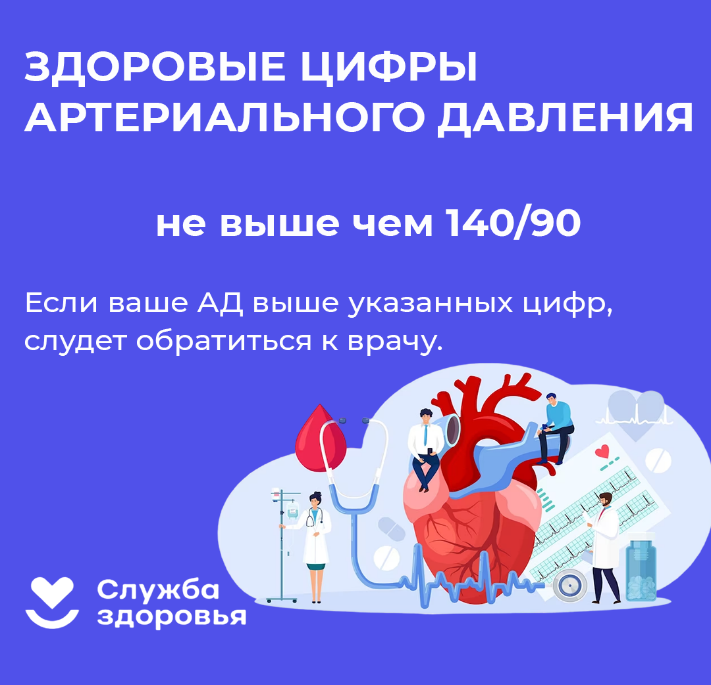 ЗДОРОВЫЕ ЦИФРЫ
АРТЕРИАЛЬНОГО ДАВЛЕНИЯ
не выше чем 140/90
Если ваше АД выше указанных цифр,
слудет обратиться к врачу.
Служба
здоровья